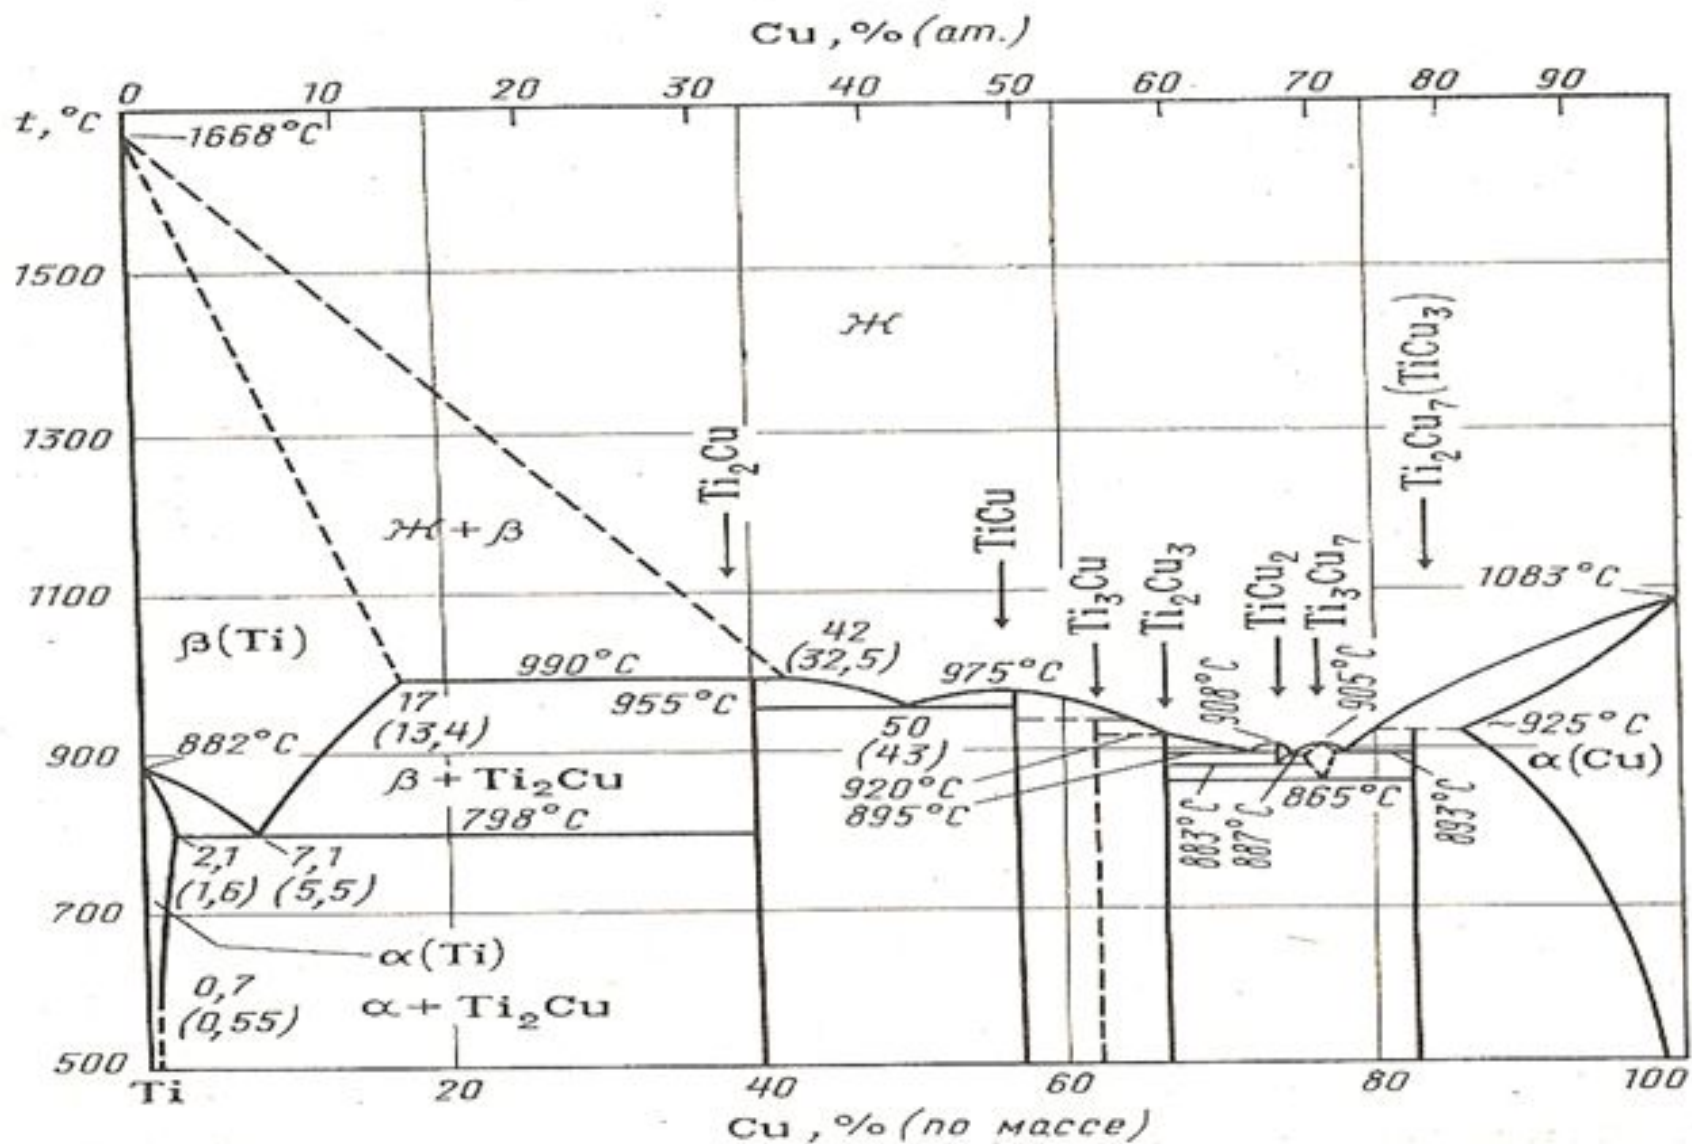 Cu, % (ат.)
0 10 20 30 40 50 60 70 80 90
t, °C
1668°C
1500
Ж
Ti₂Cu₇(TiCu₃)
1300
Ti₂Cu
Ж + β
TiCu
Ti₃Cu
Ti₂Cu₃
TiCu₂
Ti₃Cu₇
1083°C
1100
β(Ti)
42
(32,5)
990°C
975°C
908°C
905°C
17
(13,4)
955°C
50
(43)
~925°C
882°C
900
α(Cu)
β + Ti₂Cu
920°C
895°C
865°C
883°C
887°C
893°C
798°C
2,1
(1,6)
7,1
(5,5)
700
α(Ti)
0,7
(0,55)
α + Ti₂Cu
500
Ti 20 40 60 80 100
Cu, % (по массе)